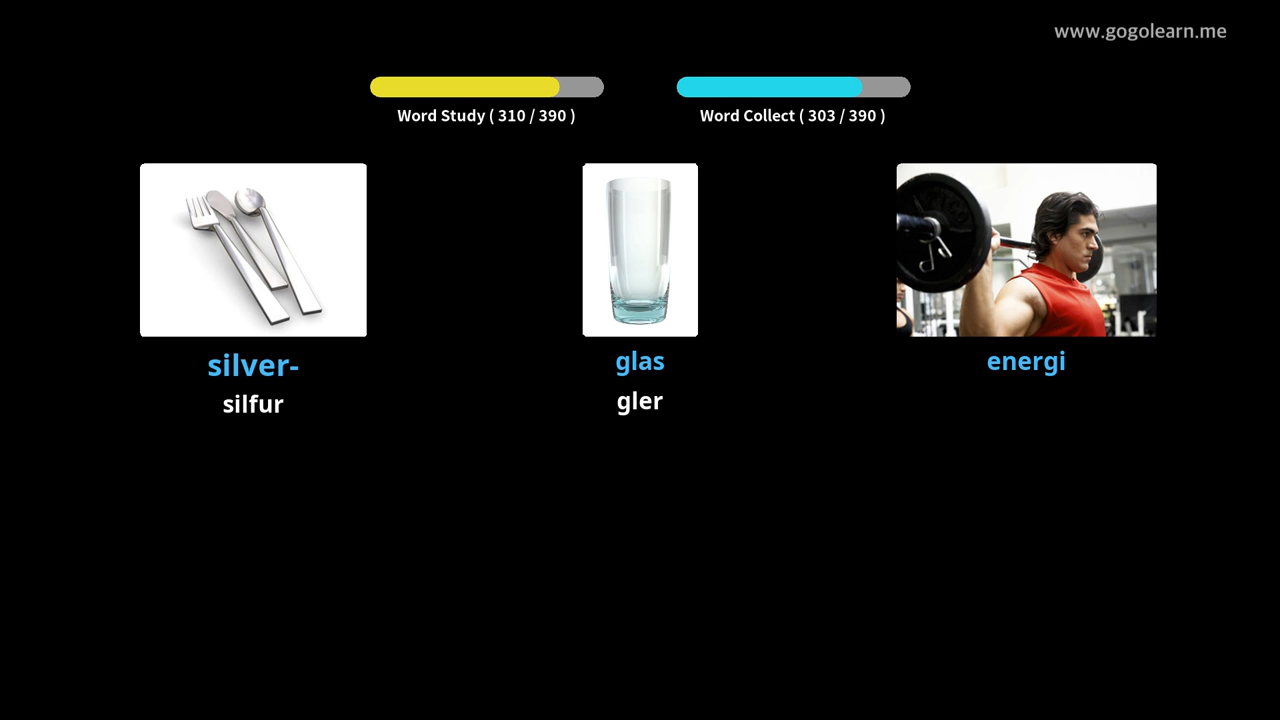 www.gogolearn.me
Word Study ( 310 / 390 )
Word Collect ( 303 / 390 )
silver-
silfur
glas
gler
energi